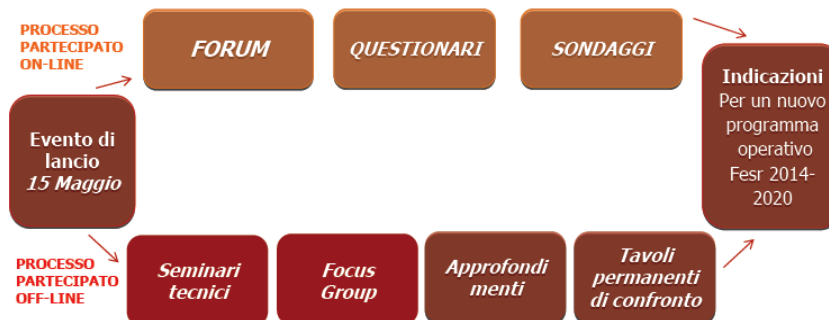 PROCESSO
PARTECIPATO
ON-LINE
FORUM
QUESTIONARI
SONDAGGI
Evento di
lancio
15 Maggio
Indicazioni
Per un nuovo
programma
operativo
Fesr 2014-
2020
PROCESSO
PARTECIPATO
OFF-LINE
Seminari
tecnici
Focus
Group
Approfondi
menti
Tavoli
permanenti
di confronto